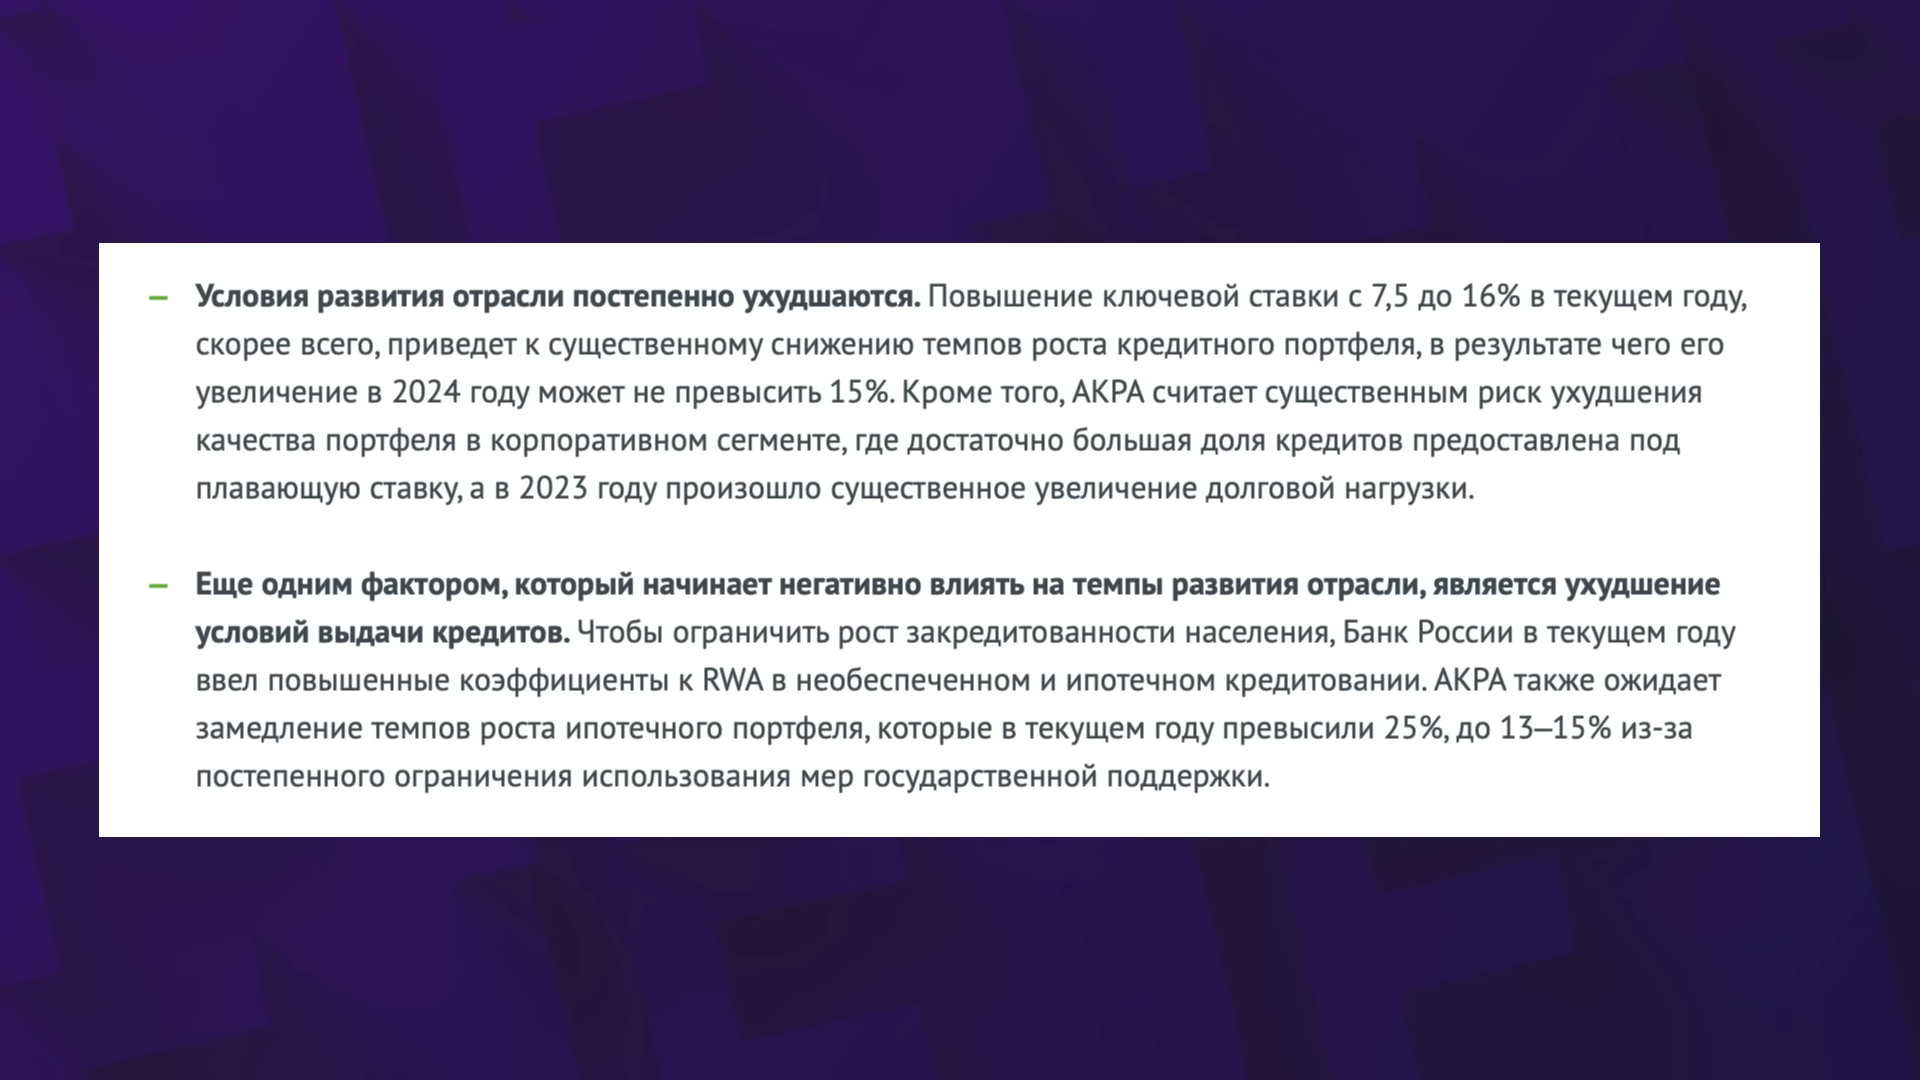 — Условия развития отрасли постепенно ухудшаются. Повышение ключевой ставки с 7,5 до 16% в текущем году,
скорее всего, приведет к существенному снижению темпов роста кредитного портфеля, в результате чего его
увеличение в 2024 году может не превысить 15%. Кроме того, АКРА считает существенным риск ухудшения
качества портфеля в корпоративном сегменте, где достаточно большая доля кредитов предоставлена под
плавающую ставку, а в 2023 году произошло существенное увеличение долговой нагрузки.
— Еще одним фактором, который начинает негативно влиять на темпы развития отрасли, является ухудшение
условий выдачи кредитов. Чтобы ограничить рост закредитованности населения, Банк России в текущем году
ввел повышенные коэффициенты к RWA в необеспеченном и ипотечном кредитовании. АКРА также ожидает
замедление темпов роста ипотечного портфеля, которые в текущем году превысили 25%, до 13—15% из-за
постепенного ограничения использования мер государственной поддержки.